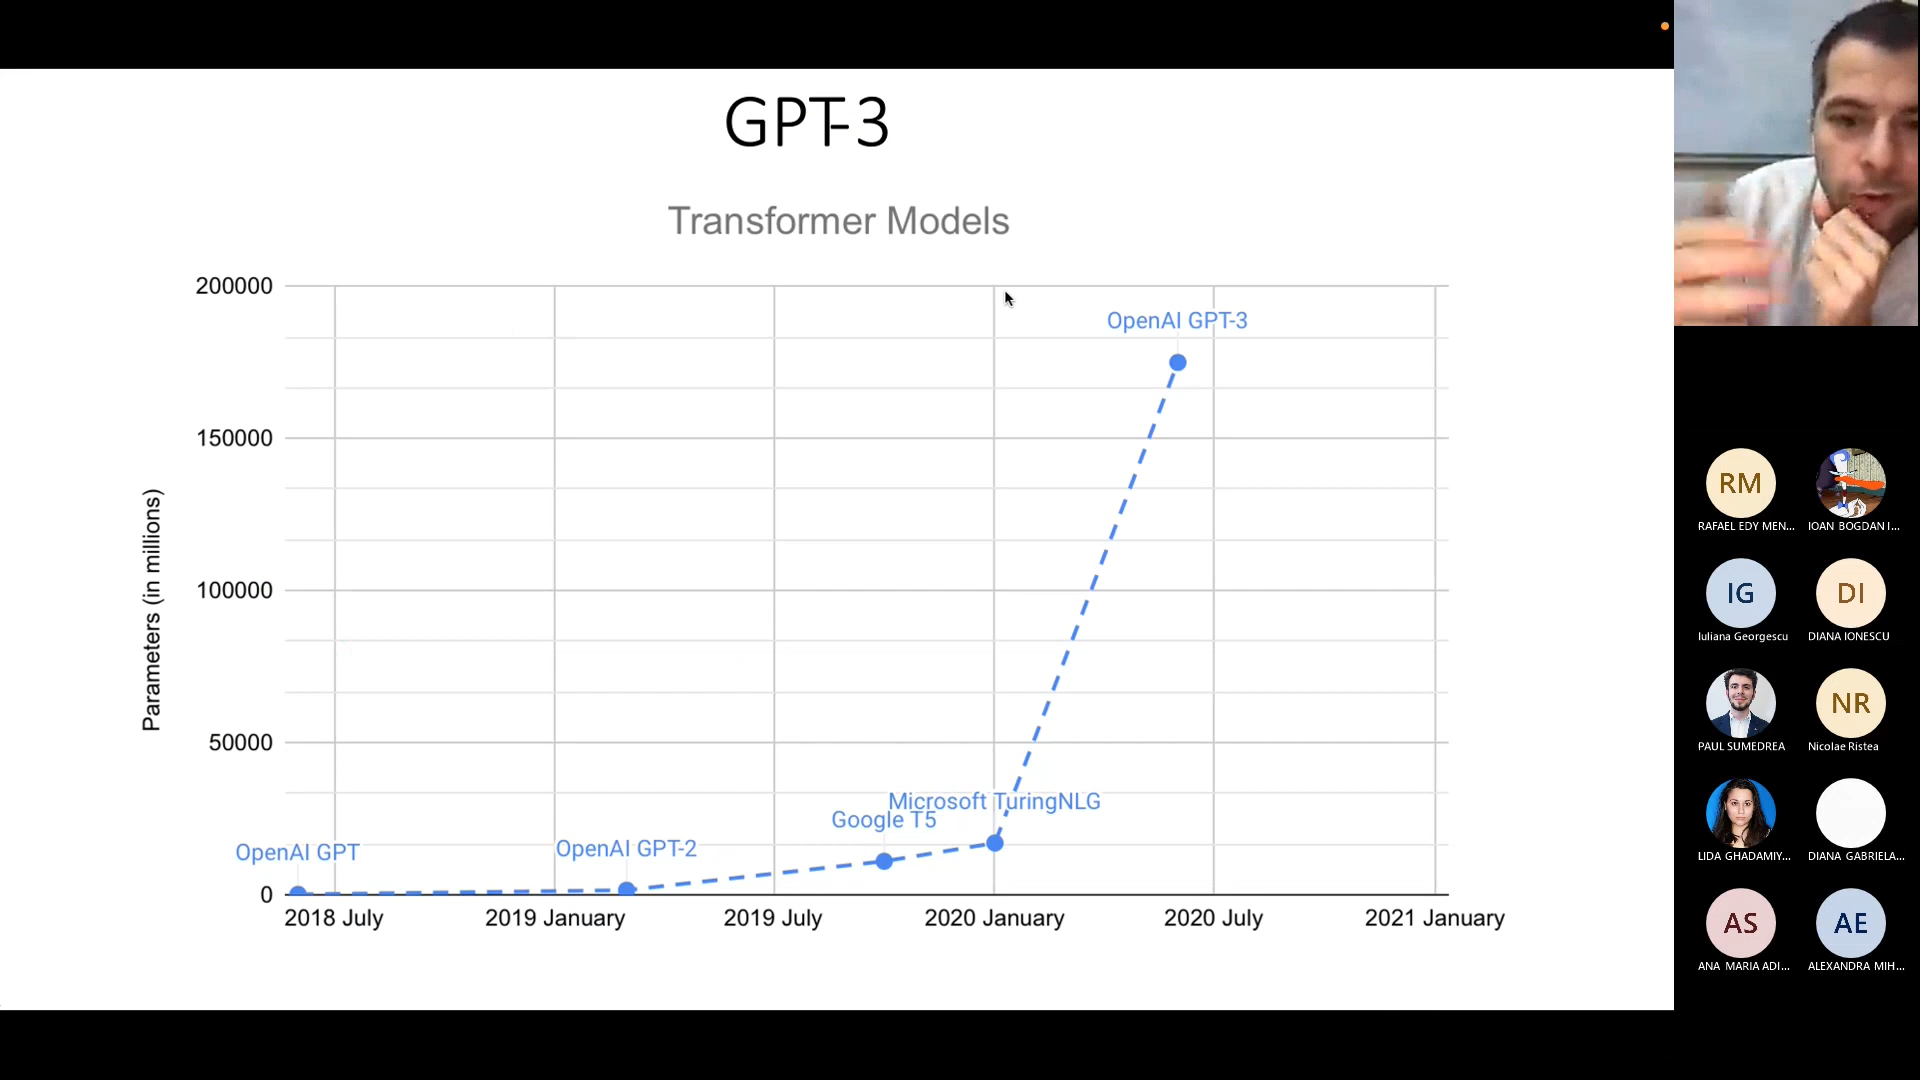 GPT-3
Transformer Models
200000
150000
100000
50000
0
Parameters (in millions)
OpenAI GPT
OpenAI GPT-2
Google T5
Microsoft TuringNLG
OpenAI GPT-3
2018 July
2019 January
2019 July
2020 January
2020 July
2021 January
RM
RAFAEL EDY MEN...
IOAN BOGDAN I...
IG
Iuliana Georgescu
DI
DIANA IONESCU
PAUL SUMEDREA
NR
Nicolae Ristea
LIDA GHADAMIY...
DIANA GABRIELA...
AS
ANA MARIA ADI...
AE
ALEXANDRA MIH...